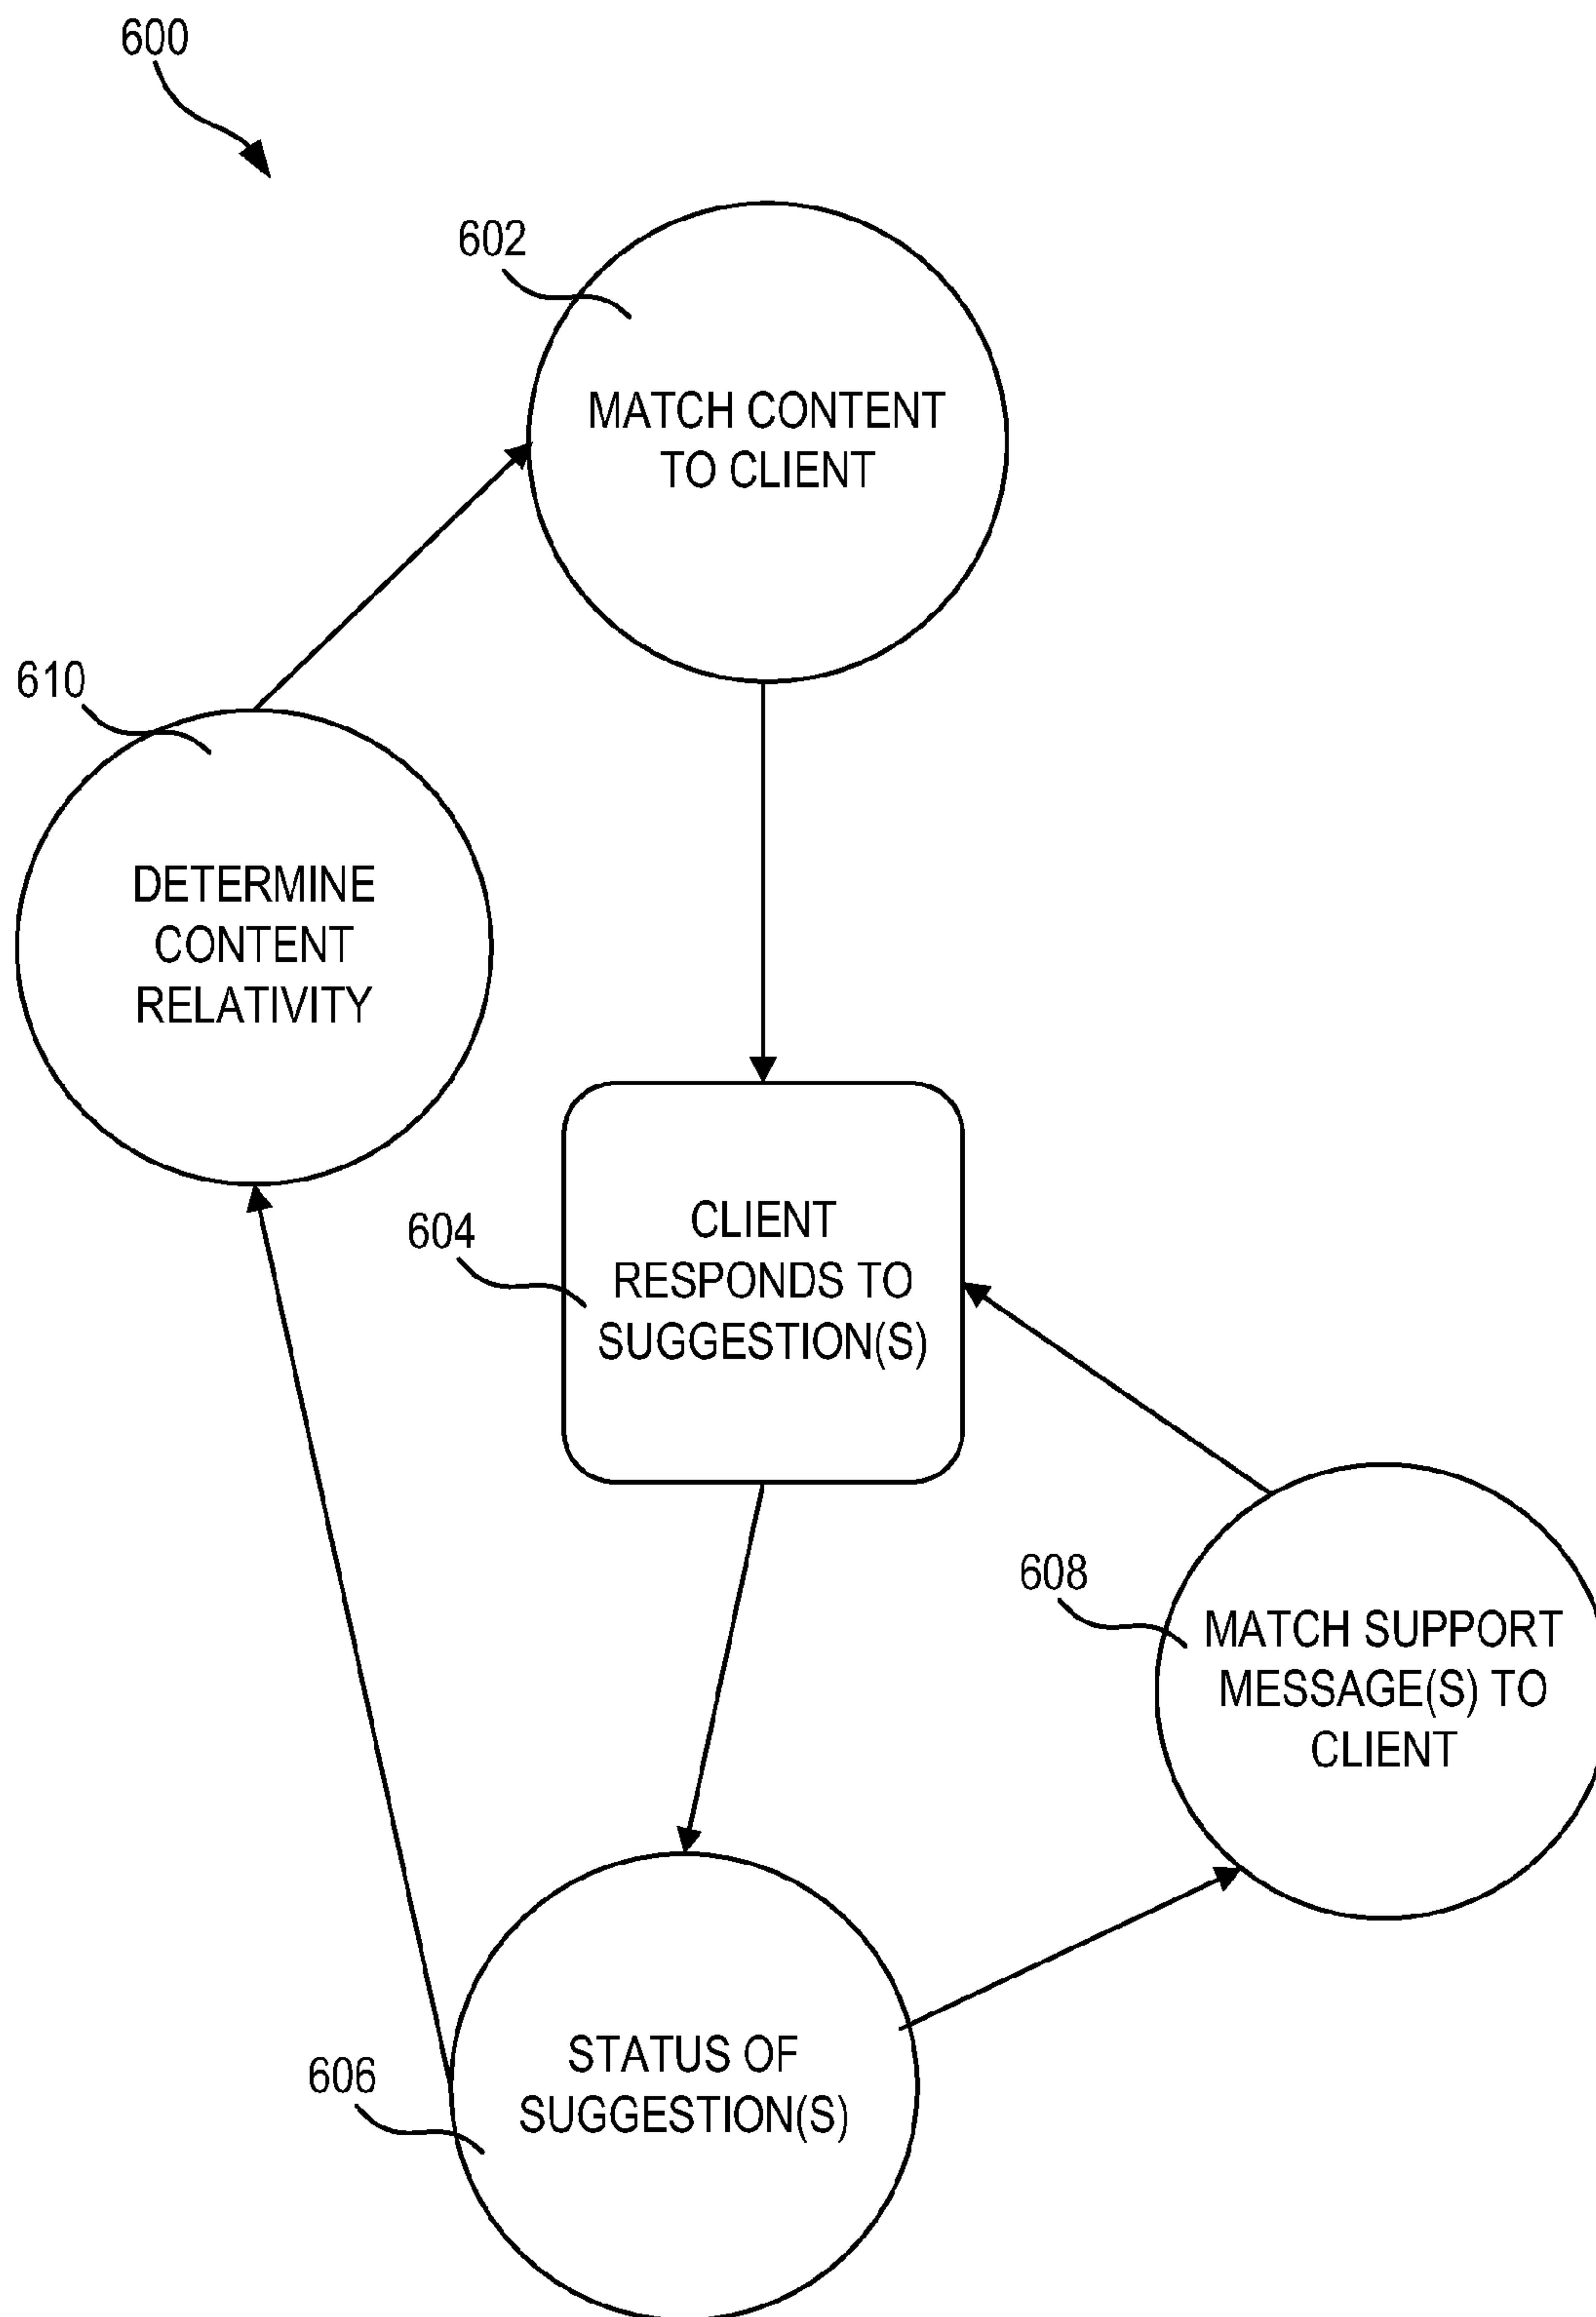 600
602
MATCH CONTENT
TO CLIENT
610
DETERMINE
CONTENT
RELATIVITY
604
CLIENT
RESPONDS TO
SUGGESTION(S)
608
MATCH SUPPORT
MESSAGE(S) TO
CLIENT
606
STATUS OF
SUGGESTION(S)